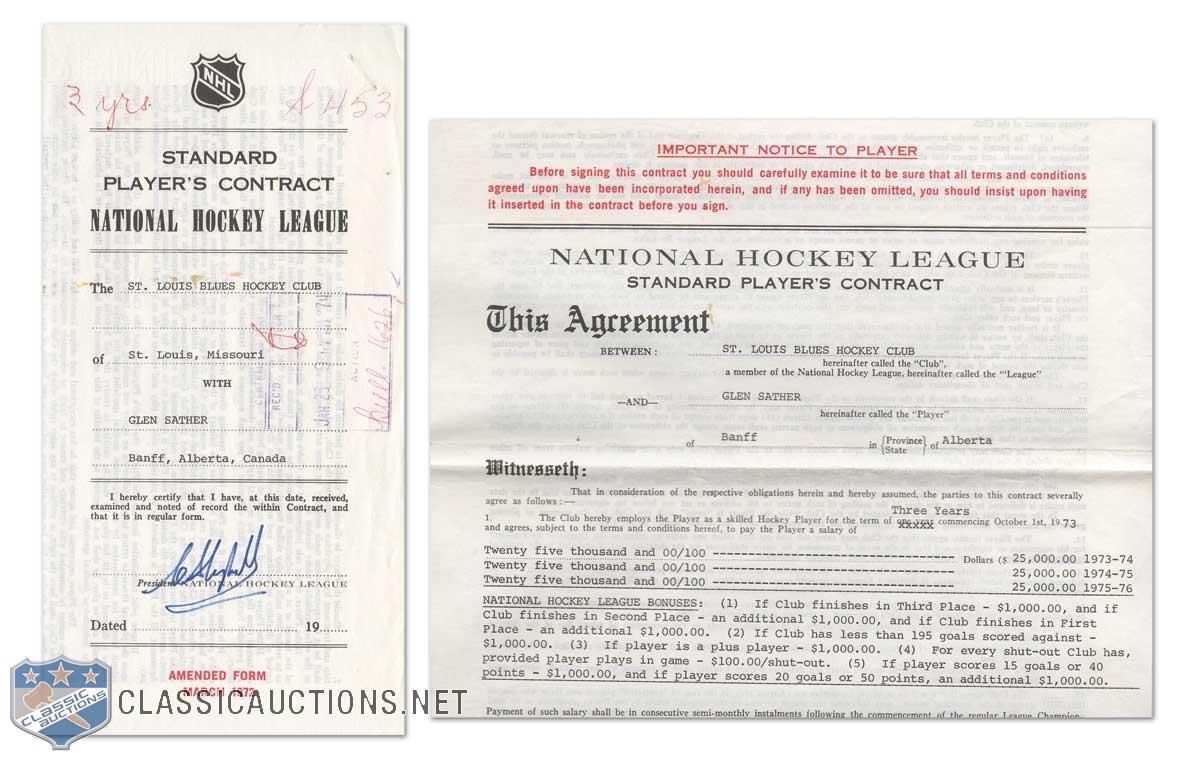 NHL
3 yrs.
453
STANDARD
PLAYER'S CONTRACT
NATIONAL HOCKEY LEAGUE
The ST. LOUIS BLUES HOCKEY CLUB
of St. Louis, Missouri
WITH
GLEN SATHER
Banff, Alberta, Canada
REC'D
JAN 23
1626
I hereby certify that I have, at this date, received,
examined and noted of record the within Contract, and
that it is in regular form.
President NATIONAL HOCKEY LEAGUE
Dated 19
AMENDED FORM
MARCH 1972
CLASSIC AUCTIONS
CLASSICAUCTIONS.NET
IMPORTANT NOTICE TO PLAYER
Before signing this contract you should carefully examine it to be sure that all terms and conditions
agreed upon have been incorporated herein, and if any has been omitted, you should insist upon having
it inserted in the contract before you sign.
NATIONAL HOCKEY LEAGUE
STANDARD PLAYER'S CONTRACT
This Agreement
BETWEEN: ST. LOUIS BLUES HOCKEY CLUB
hereinafter called the "Club",
a member of the National Hockey League, hereinafter called the "'League"
—AND— GLEN SATHER
hereinafter called the "Player"
of Banff in {Province State} of Alberta
Witnesseth:
That in consideration of the respective obligations herein and hereby assumed, the parties to this contract severally
agree as follows:—
Three Years
1. The Club hereby employs the Player as a skilled Hockey Player for the term of one year commencing October 1st, 1973
and agrees, subject to the terms and conditions hereof, to pay the Player a salary of
Twenty five thousand and 00/100 ---------------------------------- Dollars ($ 25,000.00 1973-74
Twenty five thousand and 00/100 ---------------------------------- 25,000.00 1974-75
Twenty five thousand and 00/100 ---------------------------------- 25,000.00 1975-76
NATIONAL HOCKEY LEAGUE BONUSES: (1) If Club finishes in Third Place - $1,000.00, and if
Club finishes in Second Place - an additional $1,000.00, and if Club finishes in First
Place - an additional $1,000.00. (2) If Club has less than 195 goals scored against -
$1,000.00. (3) If player is a plus player - $1,000.00. (4) For every shut-out Club has,
provided player plays in game - $100.00/shut-out. (5) If player scores 15 goals or 40
points - $1,000.00, and if player scores 20 goals or 50 points, an additional $1,000.00.
Payment of such salary shall be in consecutive semi-monthly instalments following the commencement of the regular League Champion-